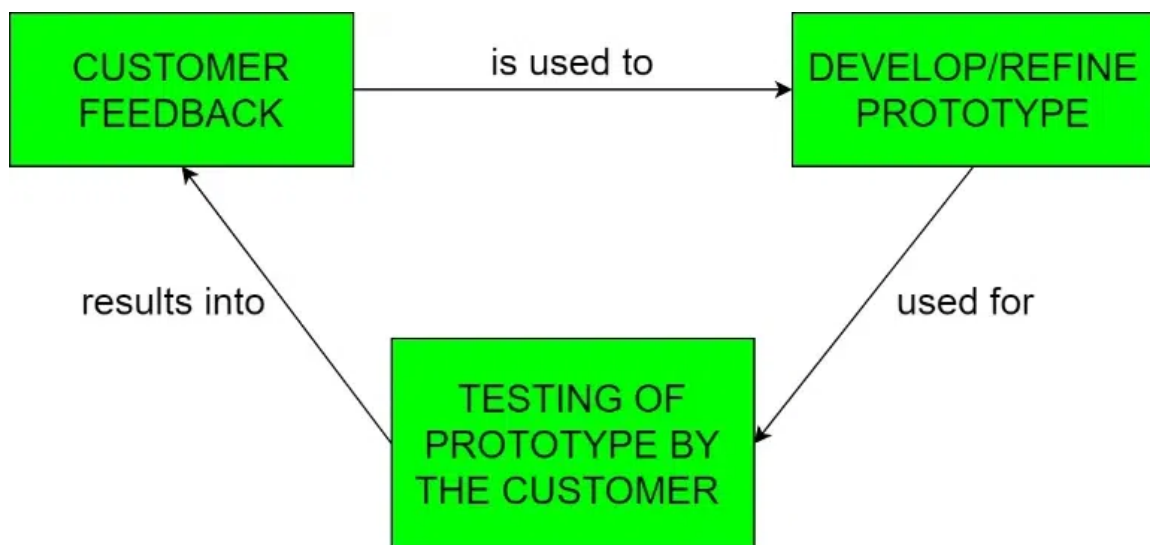 CUSTOMER
FEEDBACK
is used to
DEVELOP/REFINE
PROTOTYPE
used for
TESTING OF
PROTOTYPE BY
THE CUSTOMER
results into